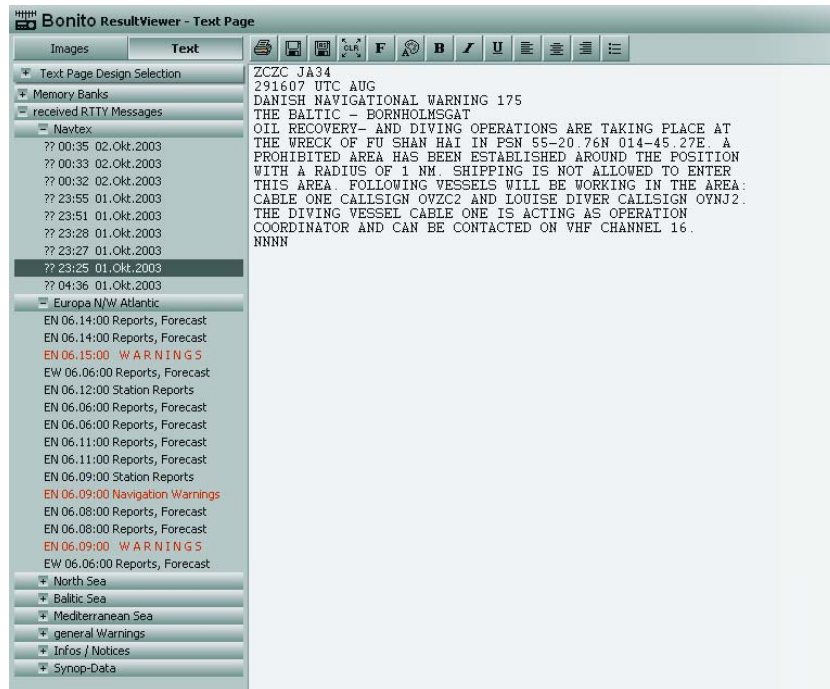 Bonito ResultViewer - Text Page
Images Text
CLR F B I U
Text Page Design Selection
Memory Banks
received RTTY Messages
Navtex
?? 00:35 02.Okt.2003
?? 00:33 02.Okt.2003
?? 00:32 02.Okt.2003
?? 23:55 01.Okt.2003
?? 23:51 01.Okt.2003
?? 23:28 01.Okt.2003
?? 23:27 01.Okt.2003
?? 23:25 01.Okt.2003
?? 04:36 01.Okt.2003
Europa N/W Atlantic
EN 06.14:00 Reports, Forecast
EN 06.14:00 Reports, Forecast
EN 06.15:00 W A R N I N G S
EW 06.06:00 Reports, Forecast
EN 06.12:00 Station Reports
EN 06.06:00 Reports, Forecast
EN 06.06:00 Reports, Forecast
EN 06.11:00 Reports, Forecast
EN 06.11:00 Reports, Forecast
EN 06.09:00 Station Reports
EN 06.09:00 Navigation Warnings
EN 06.08:00 Reports, Forecast
EN 06.08:00 Reports, Forecast
EN 06.09:00 W A R N I N G S
EW 06.06:00 Reports, Forecast
North Sea
Balitic Sea
Mediterranean Sea
general Warnings
Infos / Notices
Synop-Data
ZCZC JA34
291607 UTC AUG
DANISH NAVIGATIONAL WARNING 175
THE BALTIC - BORNHOLMSGAT
OIL RECOVERY- AND DIVING OPERATIONS ARE TAKING PLACE AT
THE WRECK OF FU SHAN HAI IN PSN 55-20.76N 014-45.27E. A
PROHIBITED AREA HAS BEEN ESTABLISHED AROUND THE POSITION
WITH A RADIUS OF 1 NM. SHIPPING IS NOT ALLOWED TO ENTER
THIS AREA. FOLLOWING VESSELS WILL BE WORKING IN THE AREA:
CABLE ONE CALLSIGN OVZC2 AND LOUISE DIVER CALLSIGN OYNJ2.
THE DIVING VESSEL CABLE ONE IS ACTING AS OPERATION
COORDINATOR AND CAN BE CONTACTED ON VHF CHANNEL 16.
NNNN